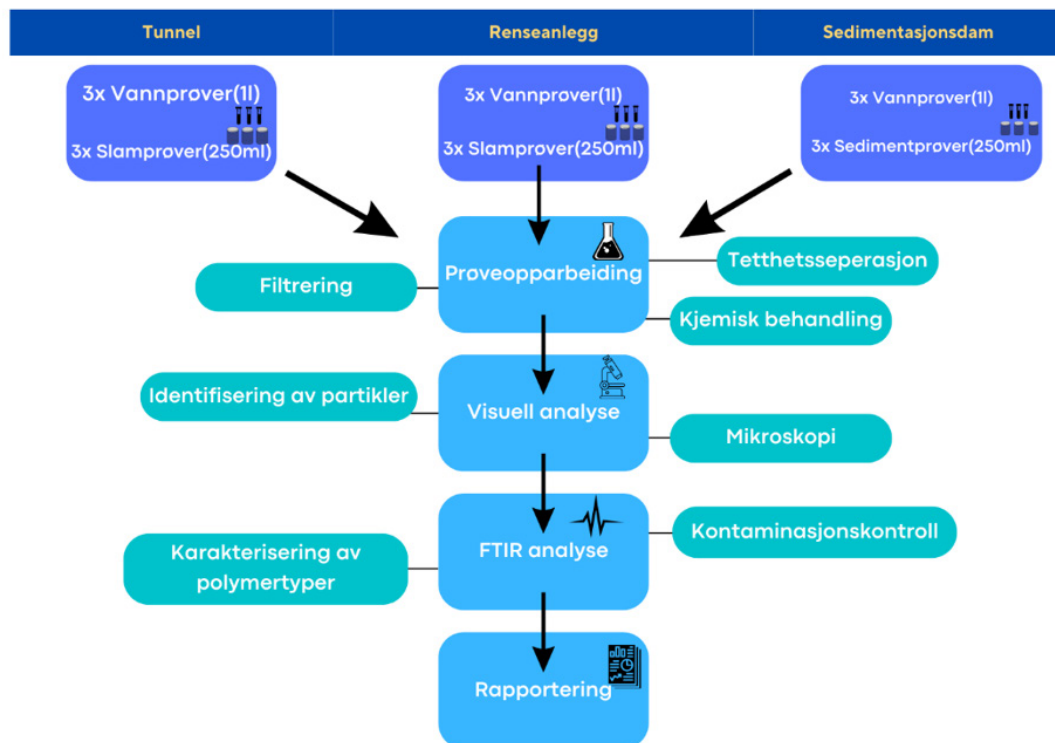 Tunnel
Renseanlegg
Sedimentasjonsdam
3x Vannprøver(1l)
3x Slamprøver(250ml)
3x Vannprøver(1l)
3x Slamprøver(250ml)
3x Vannprøver(1l)
3x Sedimentprøver(250ml)
Prøveopparbeiding
Filtrering
Tetthetsseperasjon
Kjemisk behandling
Visuell analyse
Identifisering av partikler
Mikroskopi
FTIR analyse
Karakterisering av
polymertyper
Kontaminasjonskontroll
Rapportering